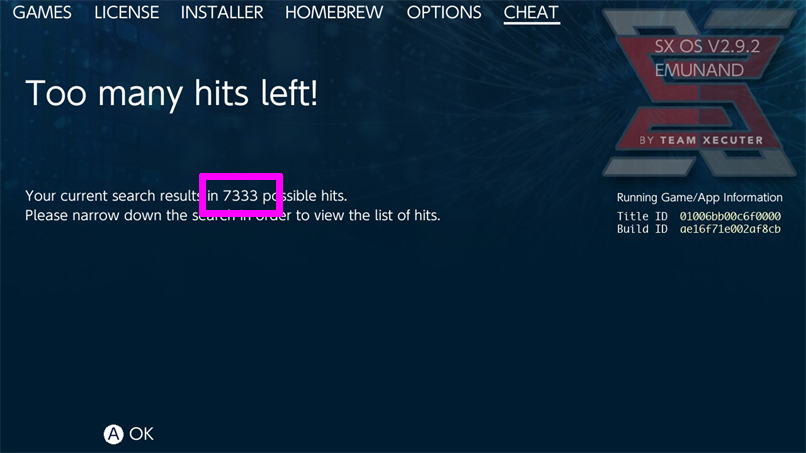 GAMES LICENSE INSTALLER HOMEBREW OPTIONS CHEAT
SX OS V2.9.2
EMUNAND
Too many hits left!
BY TEAM XECUTER
Your current search results in 7333 possible hits.
Please narrow down the search in order to view the list of hits.
Running Game/App Information
Title ID 01006bb00c6f0000
Build ID ae16f71e002af8cb
A OK